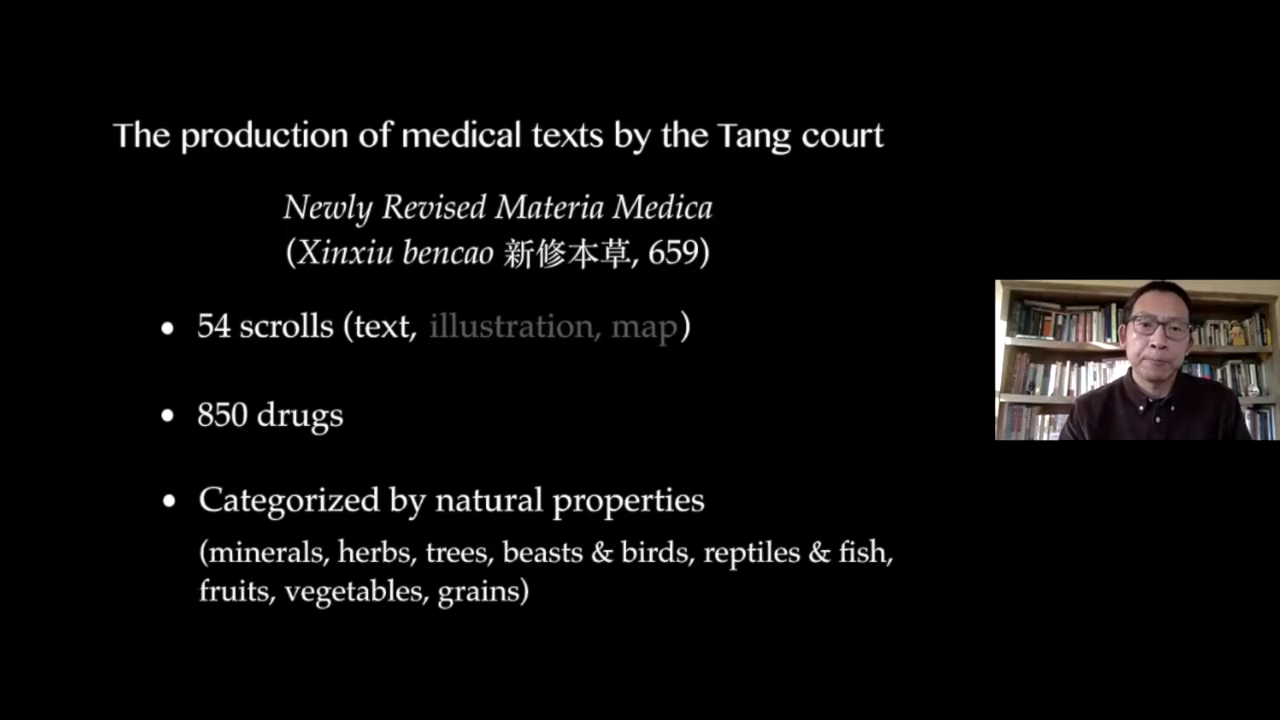 The production of medical texts by the Tang court
Newly Revised Materia Medica
(Xinxiu bencao 新修本草, 659)
• 54 scrolls (text, illustration, map)
• 850 drugs
• Categorized by natural properties
(minerals, herbs, trees, beasts & birds, reptiles & fish,
fruits, vegetables, grains)